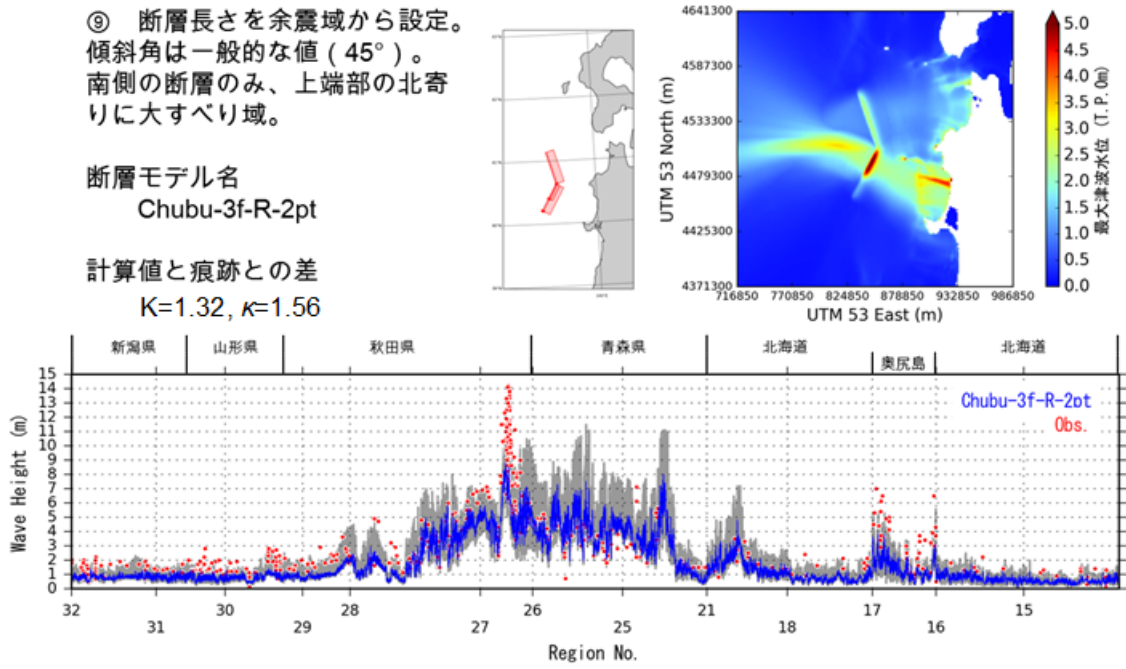 ⑨ 断層長さを余震域から設定。
傾斜角は一般的な値(45°)。
南側の断層のみ、上端部の北寄
りに大すべり域。
断層モデル名
Chubu-3f-R-2pt
計算値と痕跡との差
K=1.32, κ=1.56
UTM 53 North (m)
4641300
4587300
4533300
4479300
4425300
4371300
716850 770850 824850 878850 932850 986850
UTM 53 East (m)
5.0
4.5
4.0
3.5
3.0
2.5
2.0
1.5
1.0
0.5
0.0
最大津波水位 (T.P.0m)
新潟県 山形県 秋田県 青森県 北海道 奥尻島 北海道
Chubu-3f-R-2pt
Obs.
Wave Height (m)
15
14
13
12
11
10
9
8
7
6
5
4
3
2
1
0
32 30 28 26 21 17 15
31 29 27 25 18 16
Region No.